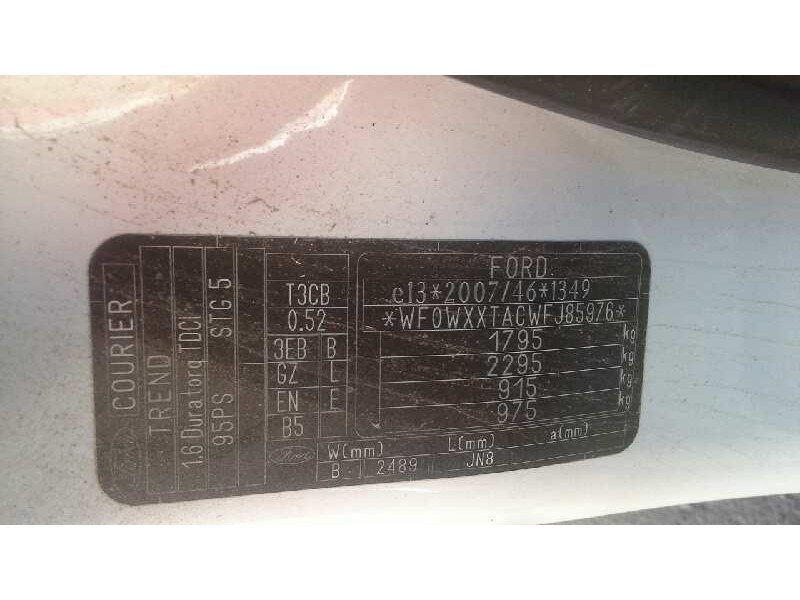 COURIER
TREND
1.6 Duratorq TDCI
95PS STG 5
T3CB
0.52
3EB B
GZ L
EN E
B5
FORD
e13*2007/46*1349
*WF0WXXTACWFJ85976*
1795 kg
2295 kg
915 kg
975 kg
W(mm) L(mm) a(mm)
B 2489 JN8